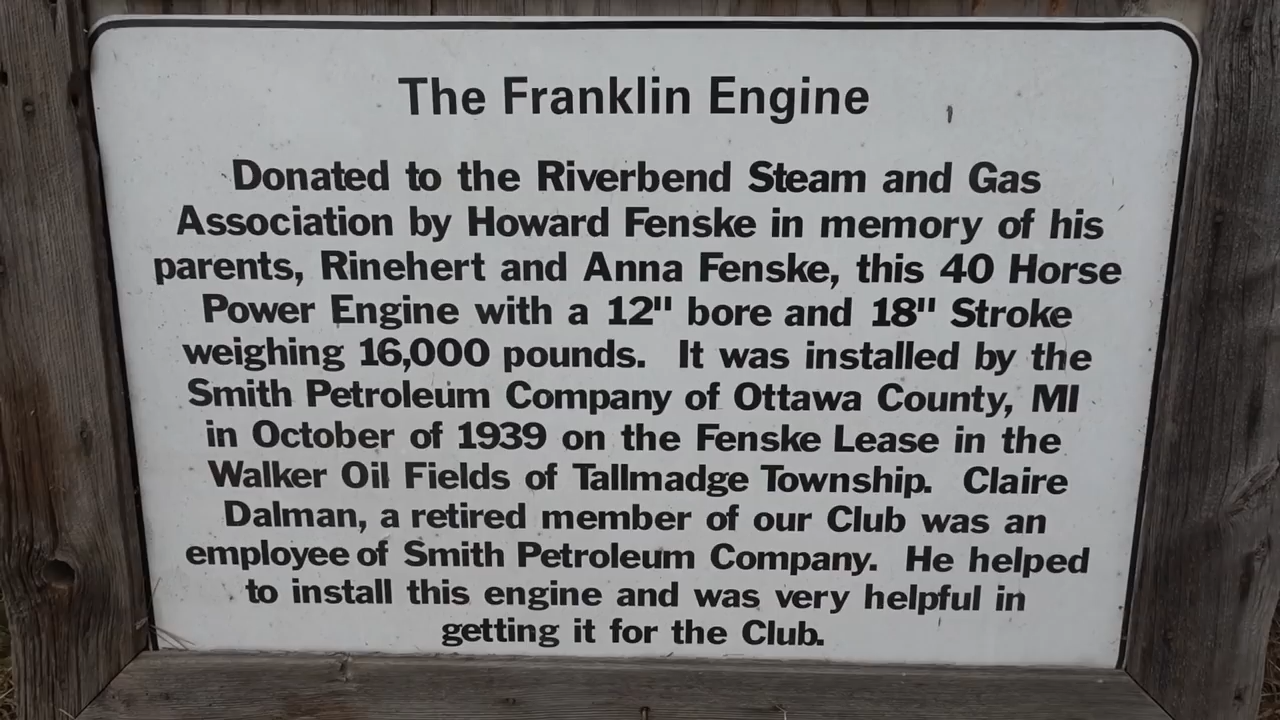 The Franklin Engine
Donated to the Riverbend Steam and Gas
Association by Howard Fenske in memory of his
parents, Rinehert and Anna Fenske, this 40 Horse
Power Engine with a 12" bore and 18" Stroke
weighing 16,000 pounds. It was installed by the
Smith Petroleum Company of Ottawa County, MI
in October of 1939 on the Fenske Lease in the
Walker Oil Fields of Tallmadge Township. Claire
Dalman, a retired member of our Club was an
employee of Smith Petroleum Company. He helped
to install this engine and was very helpful in
getting it for the Club.